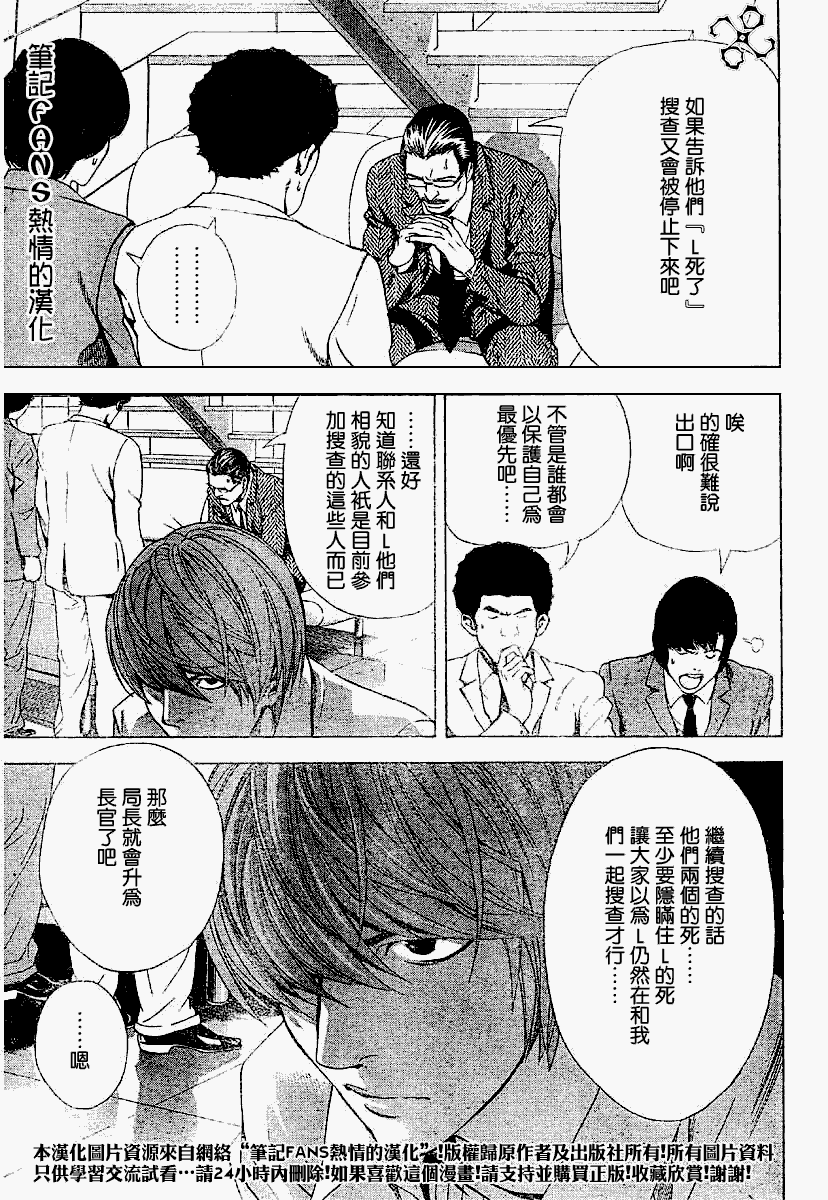 筆記FANS熱情的漢化
如果告訴他們『L死了』
搜查又會被停止下來吧
……
……
唉
的確很難說
出口啊
不管是誰都會
以保護自己為
最優先吧……
……還好
知道聯系人和L他們
相貌的人祇是目前參
加搜查的這些人而已
繼續搜查的話
他們兩個的死……
至少要隱瞞住L的死
讓大家以為L仍然在和我
們一起搜查才行……
那麼
局長就會升為
長官了吧
……嗯
本漢化圖片資源來自網絡“筆記FANS熱情的漢化”!版權歸原作者及出版社所有!所有圖片資料
只供學習交流試看…請24小時內刪除!如果喜歡這個漫畫!請支持並購買正版!收藏欣賞!謝謝!